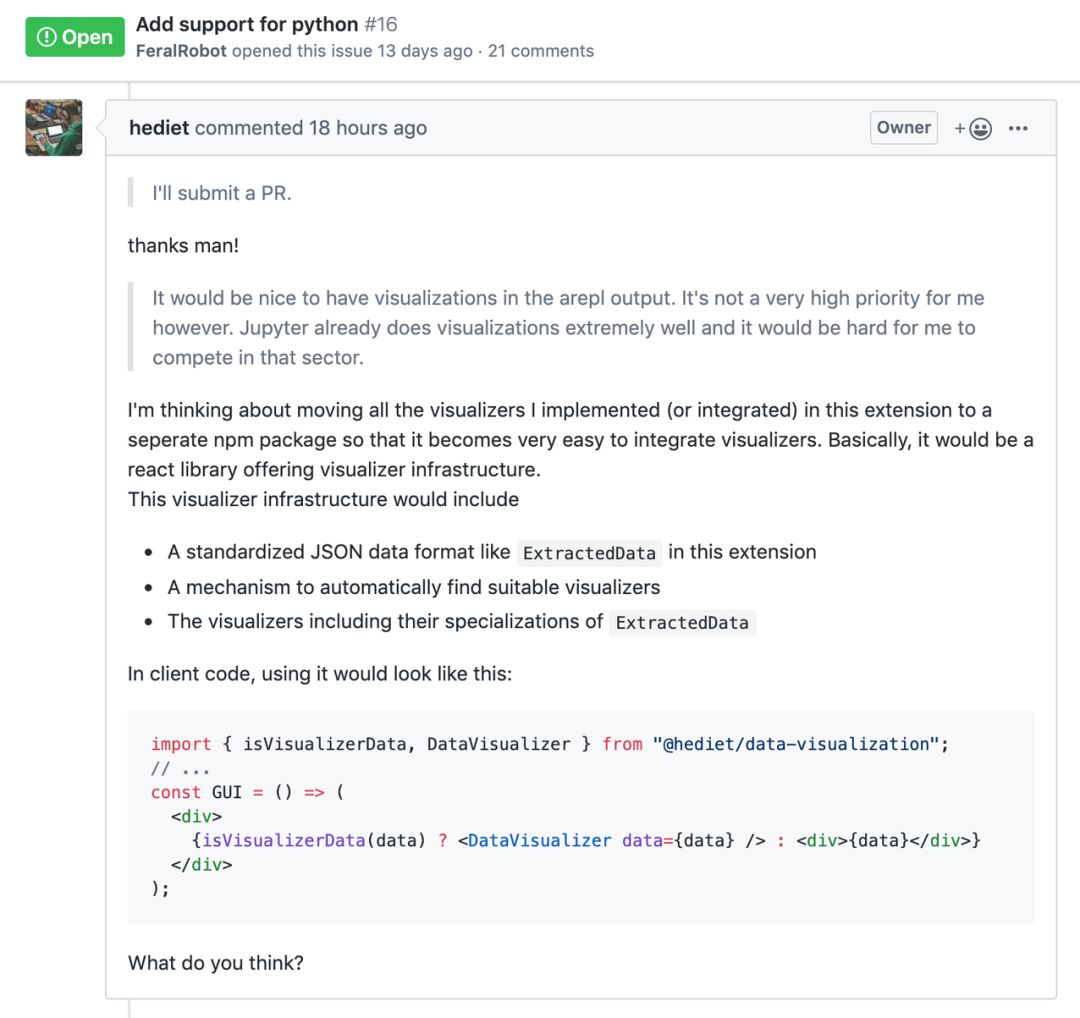 Open
Add support for python #16
FeralRobot opened this issue 13 days ago · 21 comments
hediet commented 18 hours ago
Owner
I'll submit a PR.
thanks man!
It would be nice to have visualizations in the arepl output. It's not a very high priority for me
however. Jupyter already does visualizations extremely well and it would be hard for me to
compete in that sector.
I'm thinking about moving all the visualizers I implemented (or integrated) in this extension to a
seperate npm package so that it becomes very easy to integrate visualizers. Basically, it would be a
react library offering visualizer infrastructure.
This visualizer infrastructure would include
• A standardized JSON data format like ExtractedData in this extension
• A mechanism to automatically find suitable visualizers
• The visualizers including their specializations of ExtractedData
In client code, using it would look like this:
import { isVisualizerData, DataVisualizer } from "@hediet/data-visualization";
// ...
const GUI = () => (
  <div>
    {isVisualizerData(data) ? <DataVisualizer data={data} /> : <div>{data}</div>}
  </div>
);
What do you think?